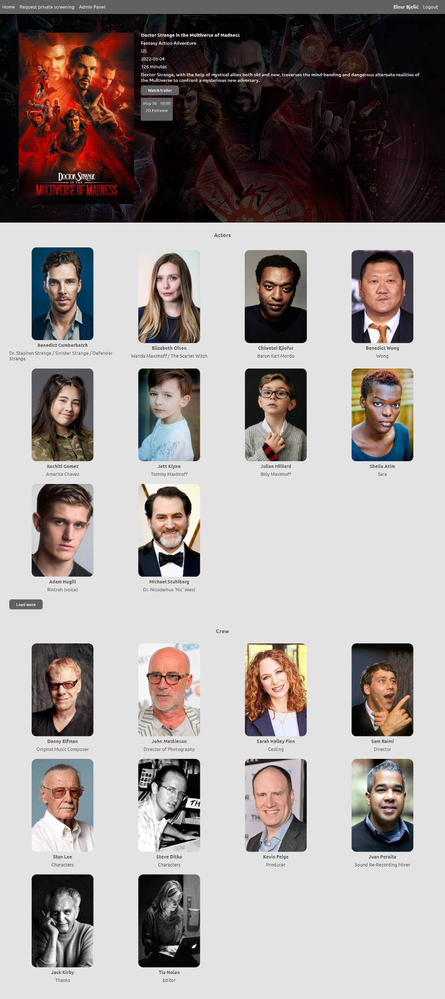 Home Request private screening Admin Panel Elnur Bjelić Logout
Doctor Strange in the Multiverse of Madness
Fantasy Action Adventure
US
2022-05-04
126 minutes
Doctor Strange, with the help of mystical allies both old and new, traverses the mind-bending and dangerous alternate realities of
the Multiverse to confront a mysterious new adversary.
Watch trailer
May 30 18:00
2D Extreme
DOCTOR STRANGE
IN THE
MULTIVERSE OF MADNESS
Actors
Benedict Cumberbatch
Dr. Stephen Strange / Sinister Strange / Defender
Strange
Elizabeth Olsen
Wanda Maximoff / The Scarlet Witch
Chiwetel Ejiofor
Baron Karl Mordo
Benedict Wong
Wong
Xochitl Gomez
America Chavez
Jett Klyne
Tommy Maximoff
Julian Hilliard
Billy Maximoff
Sheila Atim
Sara
Adam Hugill
Rintrah (voice)
Michael Stuhlbarg
Dr. Nicodemus 'Nic' West
Load more
Crew
Danny Elfman
Original Music Composer
John Mathieson
Director of Photography
Sarah Halley Finn
Casting
Sam Raimi
Director
Stan Lee
Characters
Steve Ditko
Characters
Kevin Feige
Producer
Juan Peralta
Sound Re-Recording Mixer
Jack Kirby
Thanks
Tia Nolan
Editor